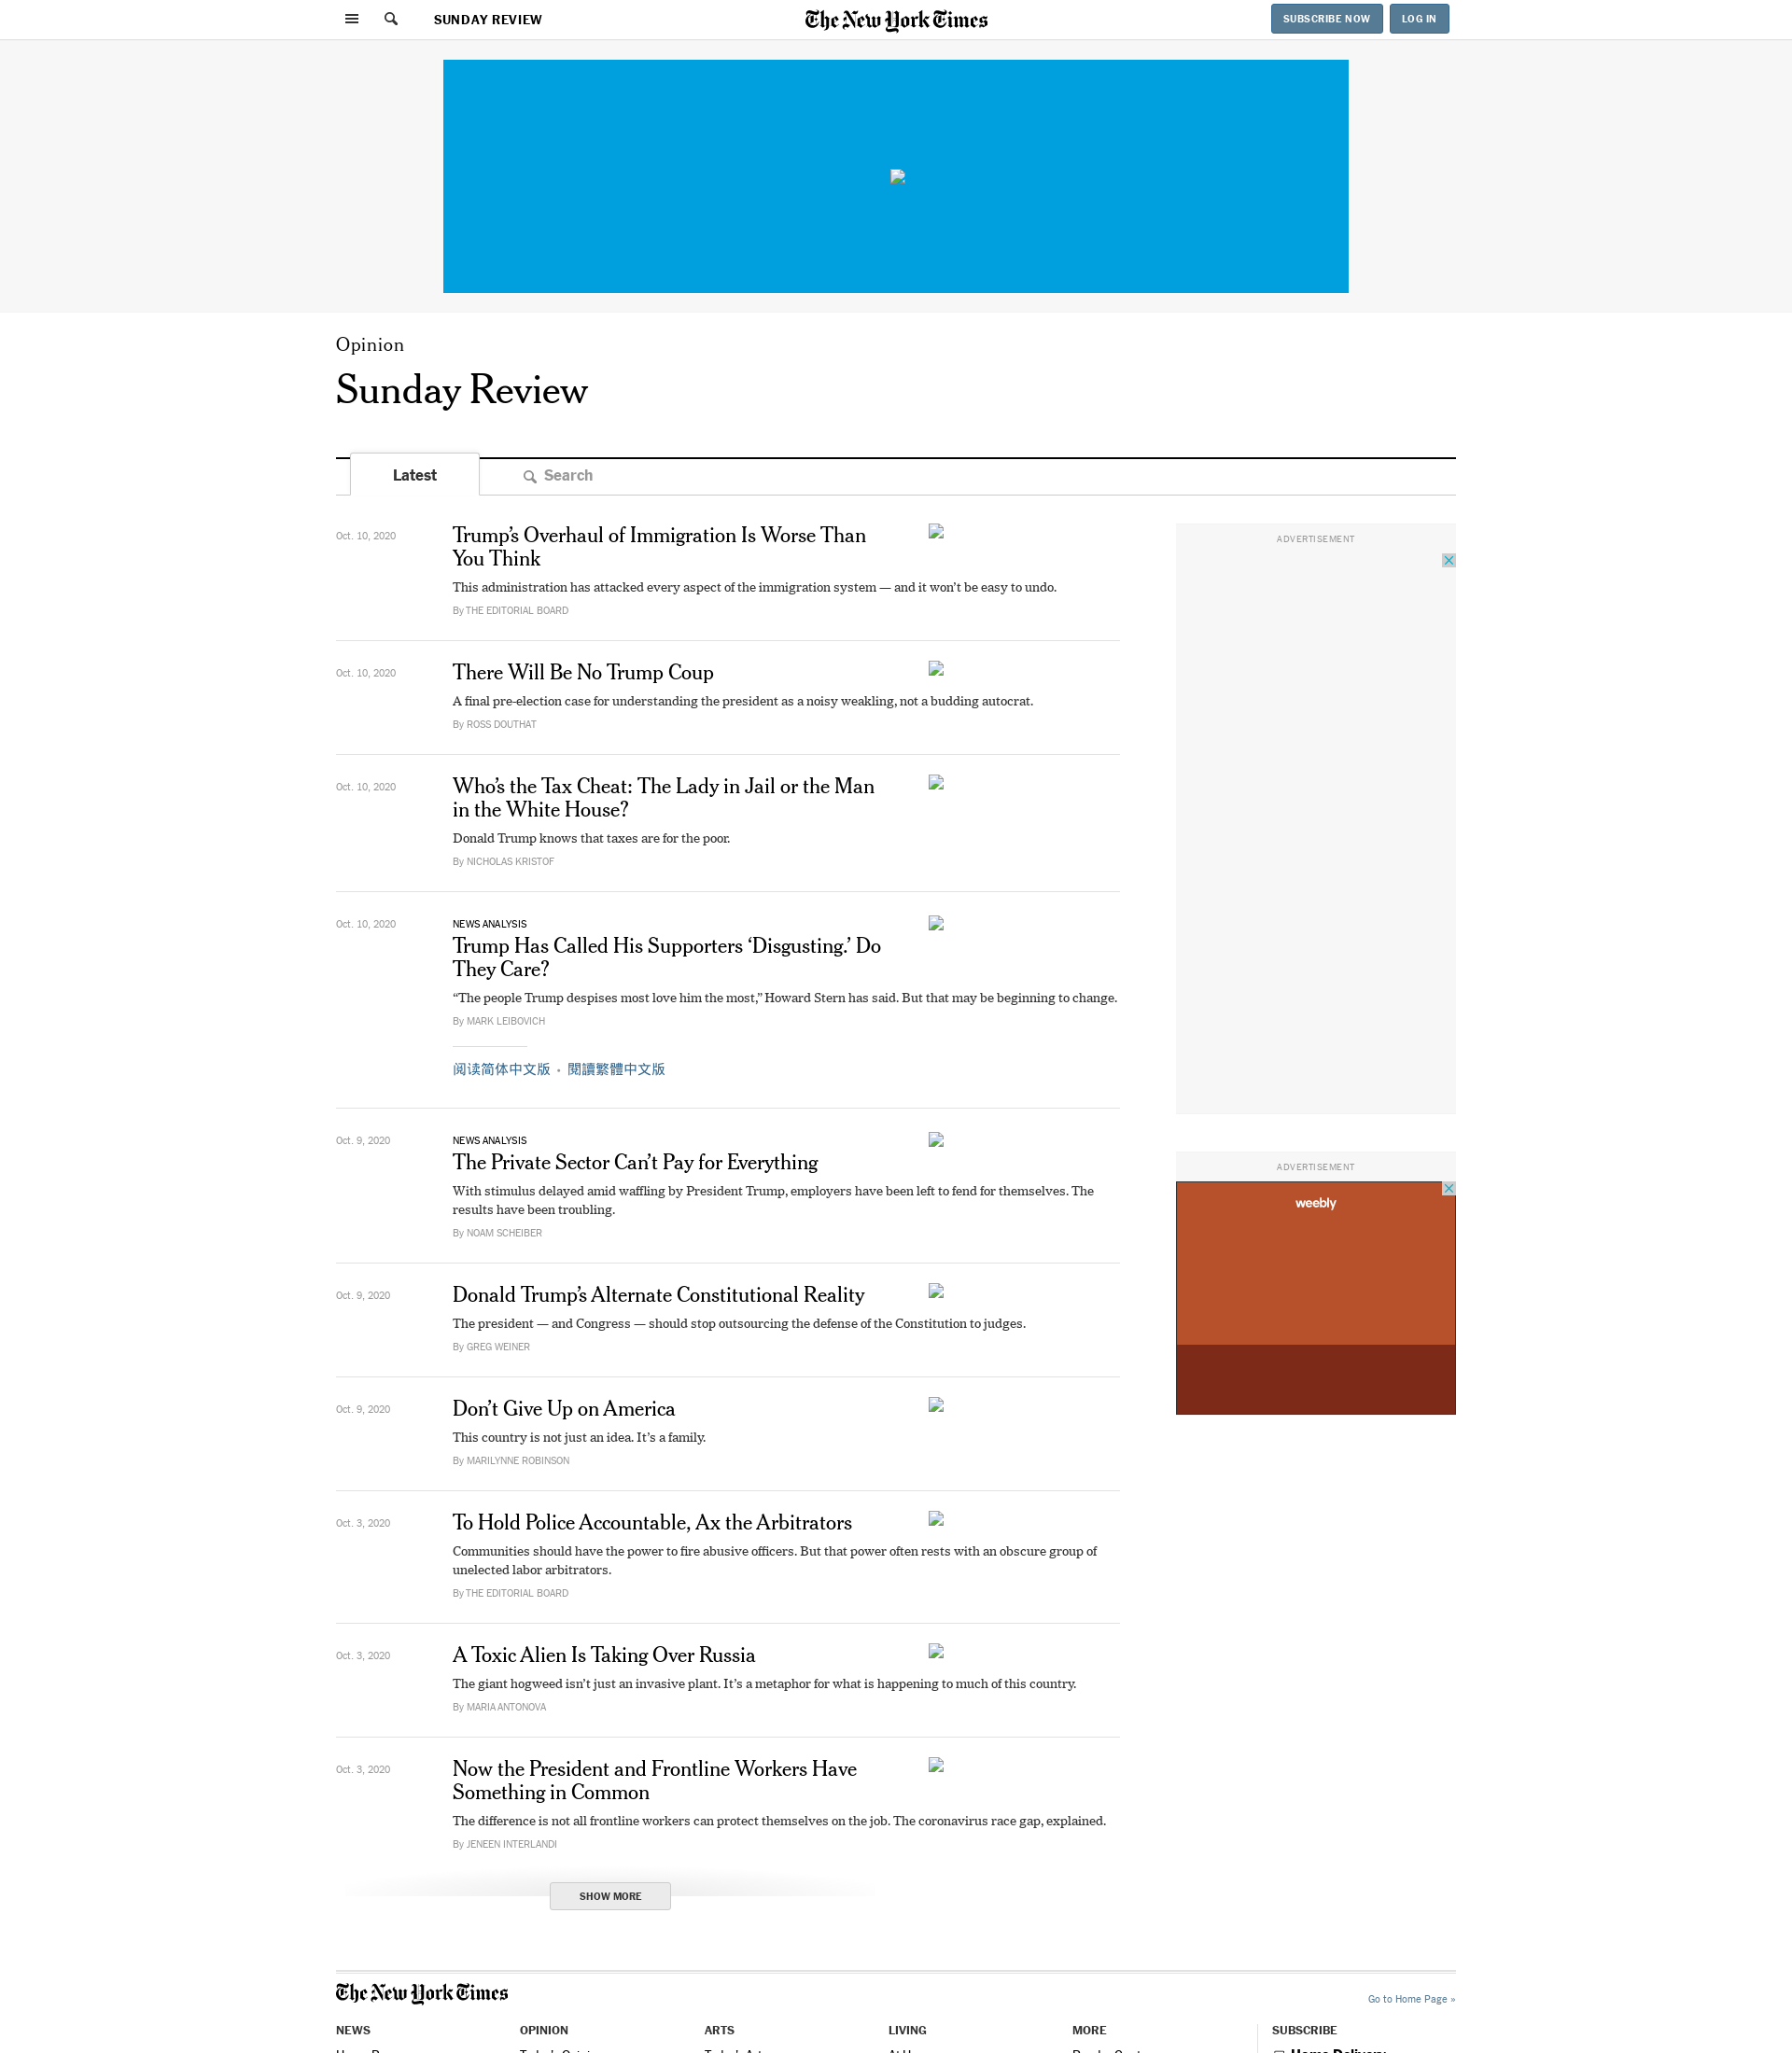 SUNDAY REVIEW
The New York Times
SUBSCRIBE NOW
LOG IN
Opinion
Sunday Review
Latest
Search
Oct. 10, 2020
Trump’s Overhaul of Immigration Is Worse Than
You Think
This administration has attacked every aspect of the immigration system — and it won’t be easy to undo.
By THE EDITORIAL BOARD
ADVERTISEMENT
Oct. 10, 2020
There Will Be No Trump Coup
A final pre-election case for understanding the president as a noisy weakling, not a budding autocrat.
By ROSS DOUTHAT
Oct. 10, 2020
Who’s the Tax Cheat: The Lady in Jail or the Man
in the White House?
Donald Trump knows that taxes are for the poor.
By NICHOLAS KRISTOF
Oct. 10, 2020
NEWS ANALYSIS
Trump Has Called His Supporters ‘Disgusting.’ Do
They Care?
“The people Trump despises most love him the most,” Howard Stern has said. But that may be beginning to change.
By MARK LEIBOVICH
阅读简体中文版 • 閱讀繁體中文版
Oct. 9, 2020
NEWS ANALYSIS
The Private Sector Can’t Pay for Everything
With stimulus delayed amid waffling by President Trump, employers have been left to fend for themselves. The
results have been troubling.
By NOAM SCHEIBER
ADVERTISEMENT
weebly
Oct. 9, 2020
Donald Trump’s Alternate Constitutional Reality
The president — and Congress — should stop outsourcing the defense of the Constitution to judges.
By GREG WEINER
Oct. 9, 2020
Don’t Give Up on America
This country is not just an idea. It’s a family.
By MARILYNNE ROBINSON
Oct. 3, 2020
To Hold Police Accountable, Ax the Arbitrators
Communities should have the power to fire abusive officers. But that power often rests with an obscure group of
unelected labor arbitrators.
By THE EDITORIAL BOARD
Oct. 3, 2020
A Toxic Alien Is Taking Over Russia
The giant hogweed isn’t just an invasive plant. It’s a metaphor for what is happening to much of this country.
By MARIA ANTONOVA
Oct. 3, 2020
Now the President and Frontline Workers Have
Something in Common
The difference is not all frontline workers can protect themselves on the job. The coronavirus race gap, explained.
By JENEEN INTERLANDI
SHOW MORE
The New York Times
Go to Home Page »
NEWS
OPINION
ARTS
LIVING
MORE
SUBSCRIBE